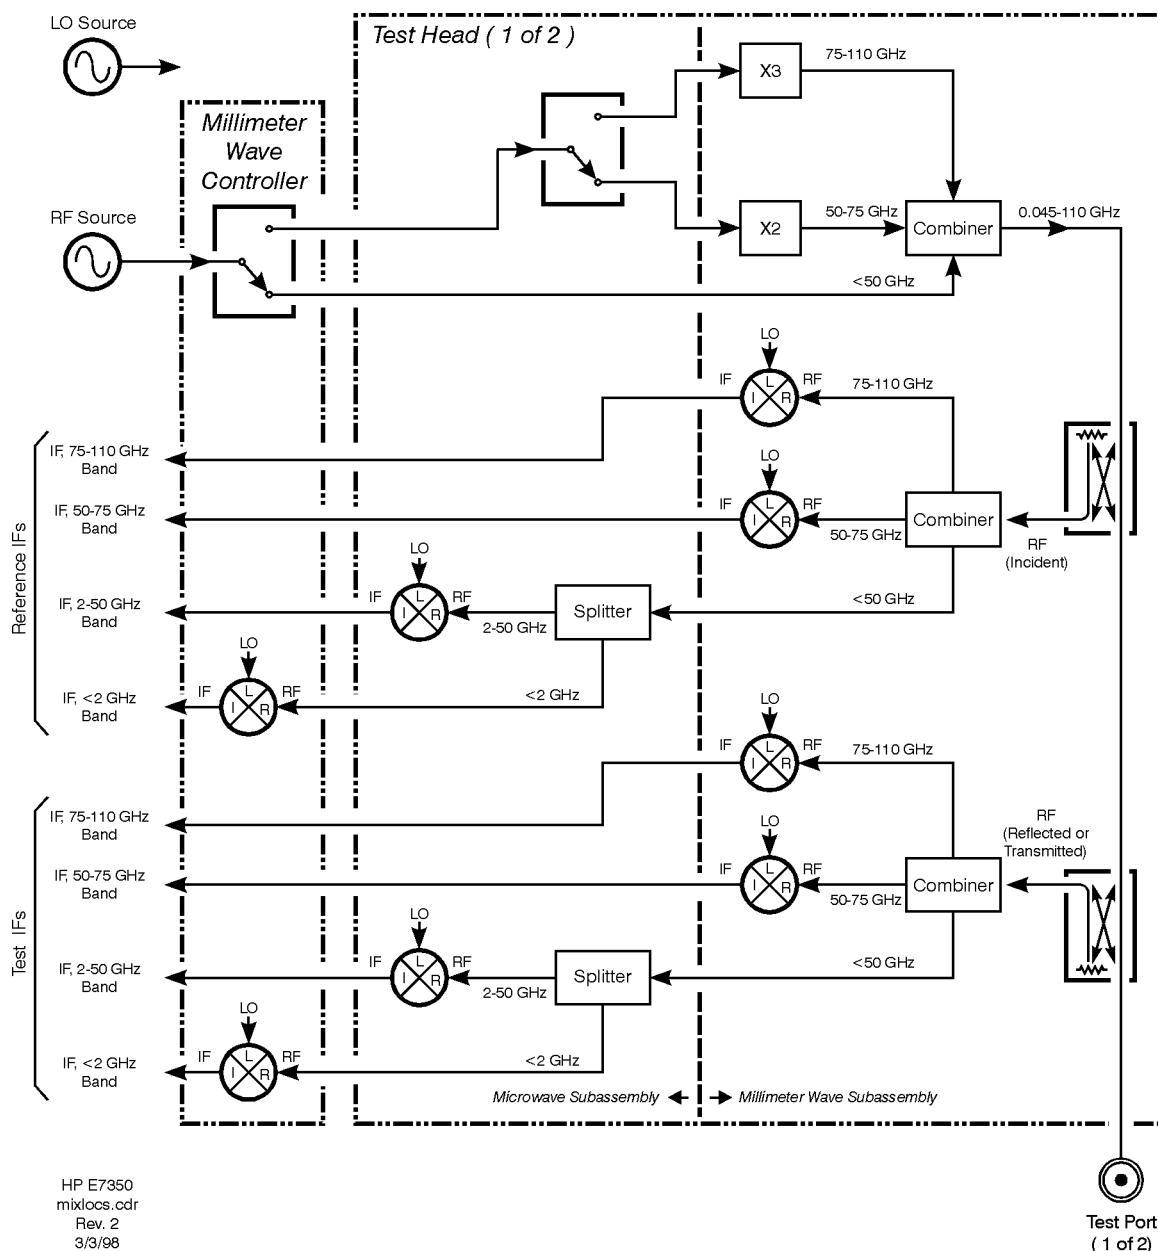 LO Source
Test Head ( 1 of 2 )
X3
75-110 GHz
Millimeter
Wave
Controller
RF Source
X2
50-75 GHz
Combiner
0.045-110 GHz
<50 GHz
LO
IF
L
I
R
RF
75-110 GHz
IF, 75-110 GHz
Band
LO
IF
L
I
R
RF
50-75 GHz
Combiner
RF
(Incident)
IF, 50-75 GHz
Band
Reference IFs
LO
IF
L
I
R
RF
2-50 GHz
Splitter
<50 GHz
IF, 2-50 GHz
Band
LO
IF
L
I
R
RF
<2 GHz
IF, <2 GHz
Band
LO
IF
L
I
R
RF
75-110 GHz
IF, 75-110 GHz
Band
RF
(Reflected or
Transmitted)
LO
IF
L
I
R
RF
50-75 GHz
Combiner
IF, 50-75 GHz
Band
Test IFs
LO
IF
L
I
R
RF
2-50 GHz
Splitter
<50 GHz
IF, 2-50 GHz
Band
LO
IF
L
I
R
RF
<2 GHz
IF, <2 GHz
Band
Microwave Subassembly
Millimeter Wave Subassembly
HP E7350
mixlocs.cdr
Rev. 2
3/3/98
Test Port
( 1 of 2)